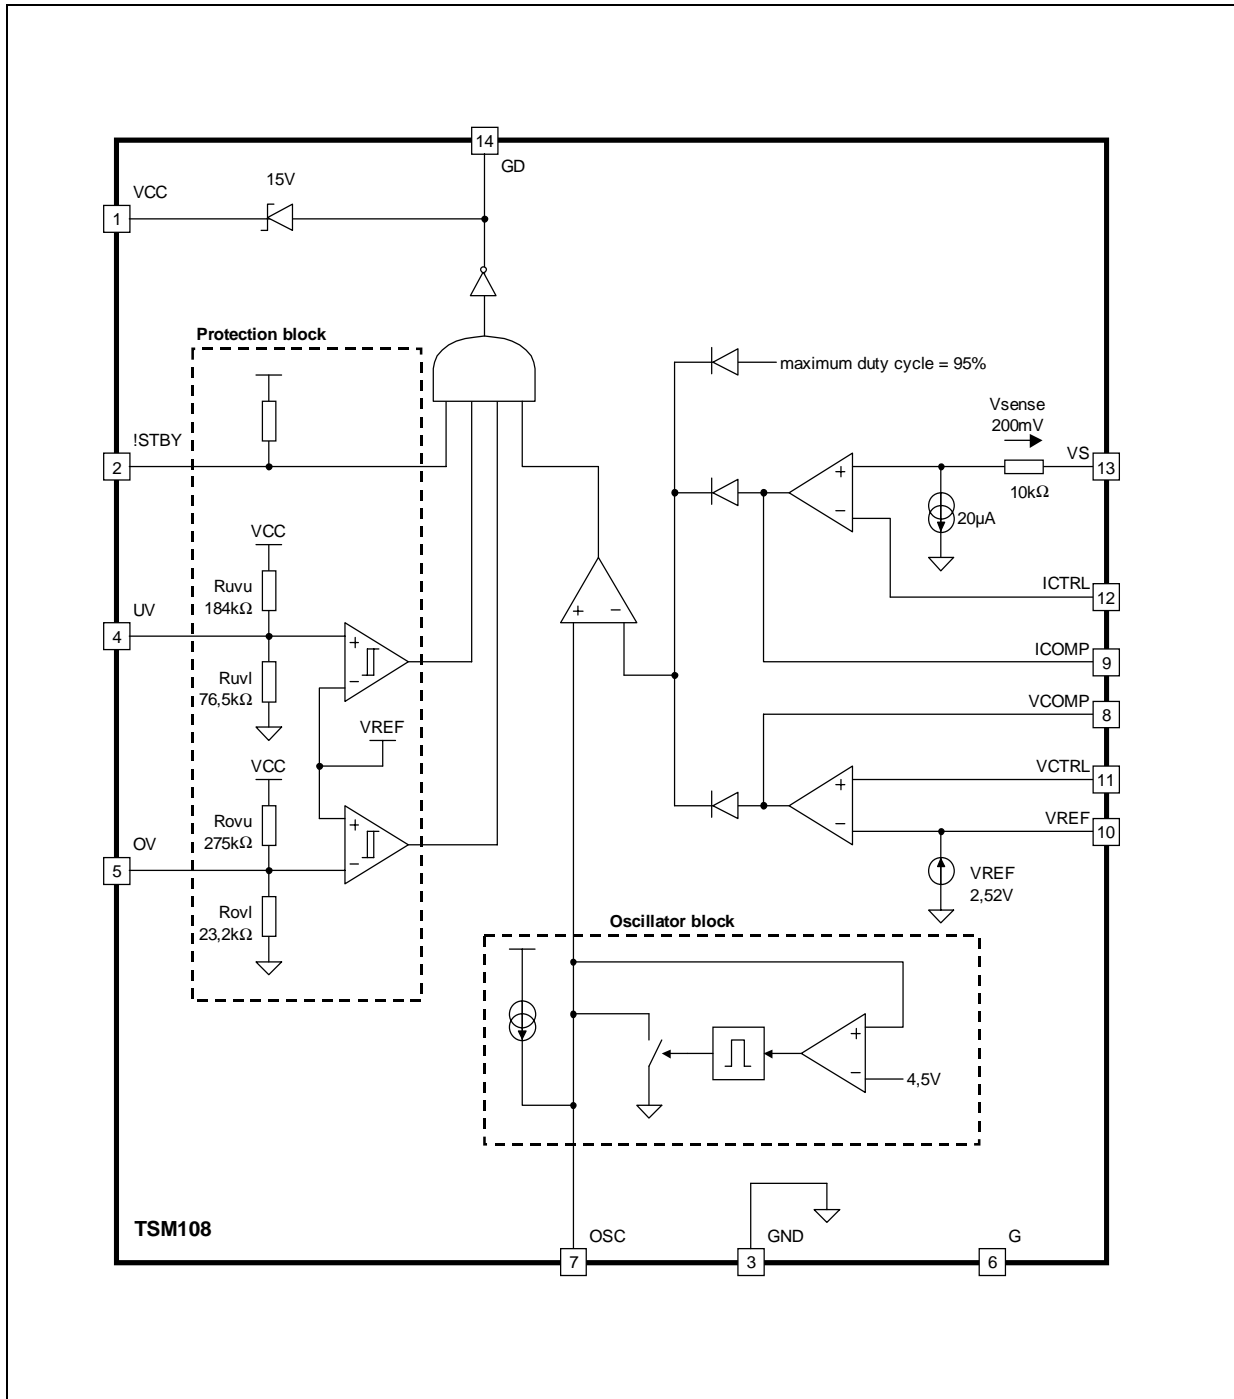 14
GD
15V
VCC
1
Protection block
maximum duty cycle = 95%
Vsense
200mV
!STBY
VS
2
+
13
10kΩ
−
20µA
VCC
Ruvu
184kΩ
ICTRL
12
UV
4
+
−
+
Ruvl
76,5kΩ
−
ICOMP
9
VCOMP
8
VREF
VCC
VCTRL
11
+
Rovu
275kΩ
+
−
VREF
10
OV
5
−
VREF
2,52V
Rovl
23,2kΩ
Oscillator block
+
−
4,5V
TSM108
OSC
GND
G
7
3
6